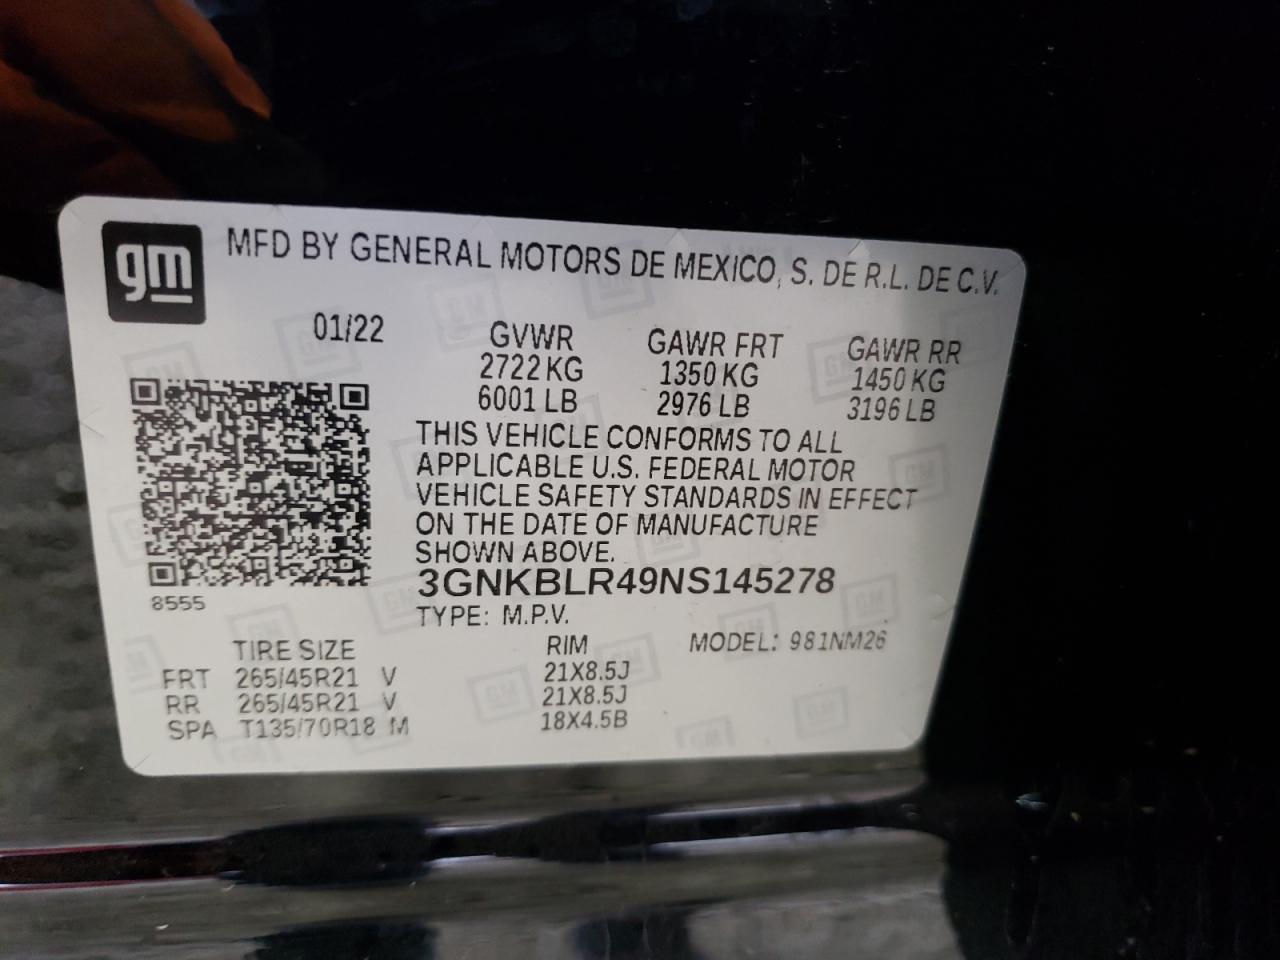 gm
MFD BY GENERAL MOTORS DE MEXICO, S. DE R.L. DE C.V.
01/22 GVWR GAWR FRT GAWR RR
2722 KG 1350 KG 1450 KG
6001 LB 2976 LB 3196 LB
THIS VEHICLE CONFORMS TO ALL
APPLICABLE U.S. FEDERAL MOTOR
VEHICLE SAFETY STANDARDS IN EFFECT
ON THE DATE OF MANUFACTURE
SHOWN ABOVE.
3GNKBLR49NS145278
8555
TYPE: M.P.V.
TIRE SIZE RIM MODEL: 981NM26
FRT 265/45R21 V 21X8.5J
RR 265/45R21 V 21X8.5J
SPA T135/70R18 M 18X4.5B